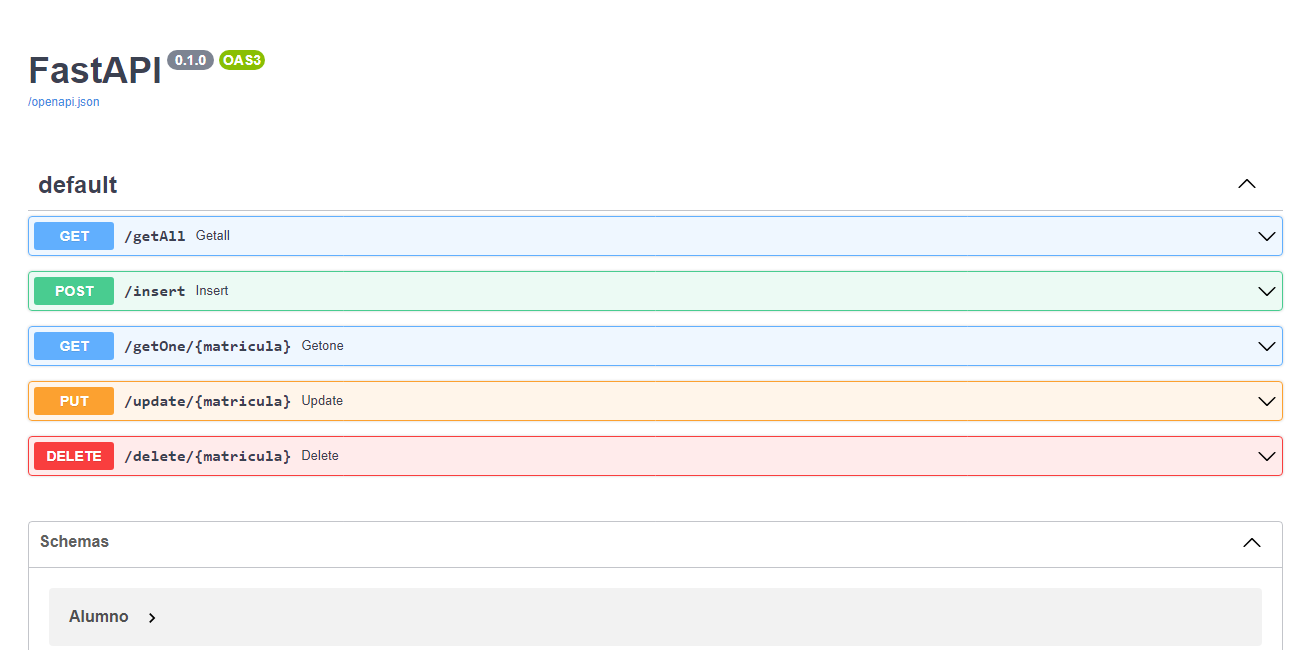 FastAPI 0.1.0 OAS3
/openapi.json
default
GET /getAll Getall
POST /insert Insert
GET /getOne/{matricula} Getone
PUT /update/{matricula} Update
DELETE /delete/{matricula} Delete
Schemas
Alumno